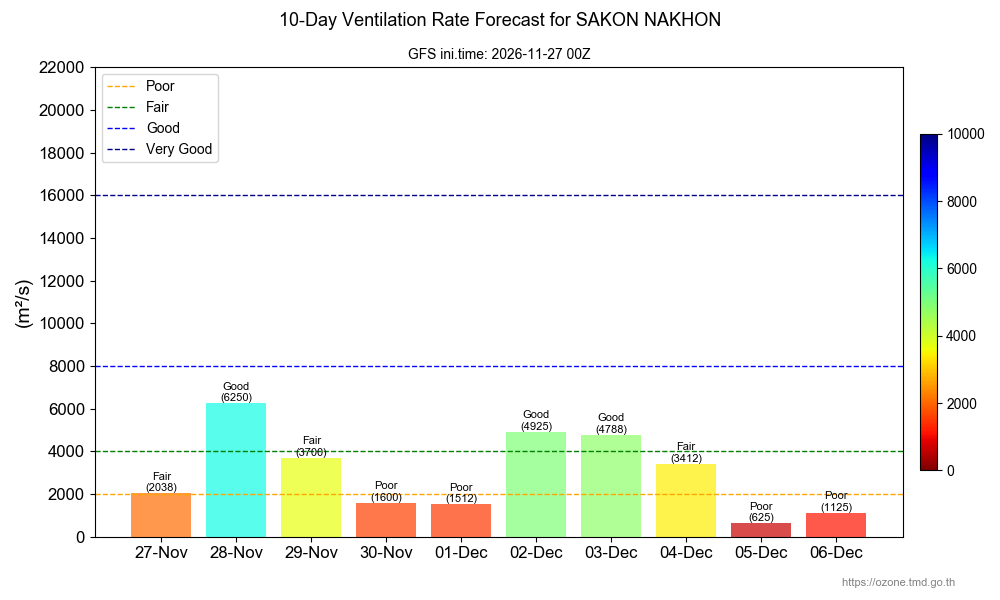 10-Day Ventilation Rate Forecast for SAKON NAKHON
GFS ini.time: 2026-11-27 00Z
(m²/s)
22000
20000
18000
16000
14000
12000
10000
8000
6000
4000
2000
0
Poor
Fair
Good
Very Good
Fair
(2038)
Good
(6250)
Fair
(3700)
Poor
(1600)
Poor
(1512)
Good
(4925)
Good
(4788)
Fair
(3412)
Poor
(625)
Poor
(1125)
27-Nov
28-Nov
29-Nov
30-Nov
01-Dec
02-Dec
03-Dec
04-Dec
05-Dec
06-Dec
10000
8000
6000
4000
2000
0
https://ozone.tmd.go.th